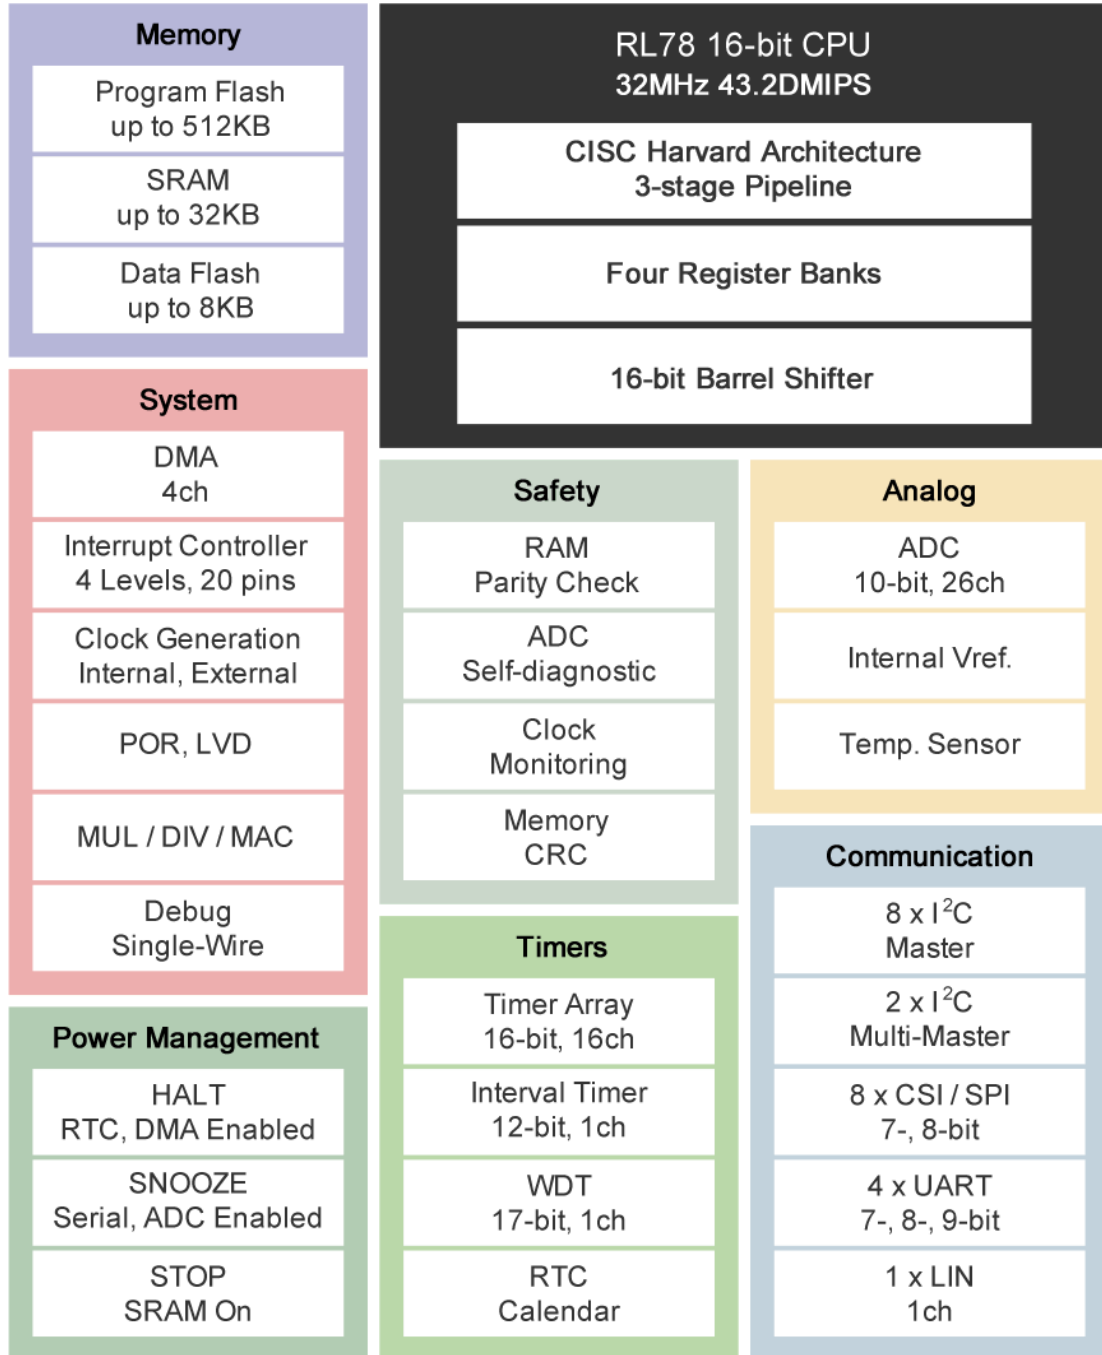 Memory
Program Flash
up to 512KB
SRAM
up to 32KB
Data Flash
up to 8KB
RL78 16-bit CPU
32MHz 43.2DMIPS
CISC Harvard Architecture
3-stage Pipeline
Four Register Banks
16-bit Barrel Shifter
System
DMA
4ch
Interrupt Controller
4 Levels, 20 pins
Clock Generation
Internal, External
POR, LVD
MUL / DIV / MAC
Debug
Single-Wire
Safety
RAM
Parity Check
ADC
Self-diagnostic
Clock
Monitoring
Memory
CRC
Analog
ADC
10-bit, 26ch
Internal Vref.
Temp. Sensor
Power Management
HALT
RTC, DMA Enabled
SNOOZE
Serial, ADC Enabled
STOP
SRAM On
Timers
Timer Array
16-bit, 16ch
Interval Timer
12-bit, 1ch
WDT
17-bit, 1ch
RTC
Calendar
Communication
8 x I²C
Master
2 x I²C
Multi-Master
8 x CSI / SPI
7-, 8-bit
4 x UART
7-, 8-, 9-bit
1 x LIN
1ch